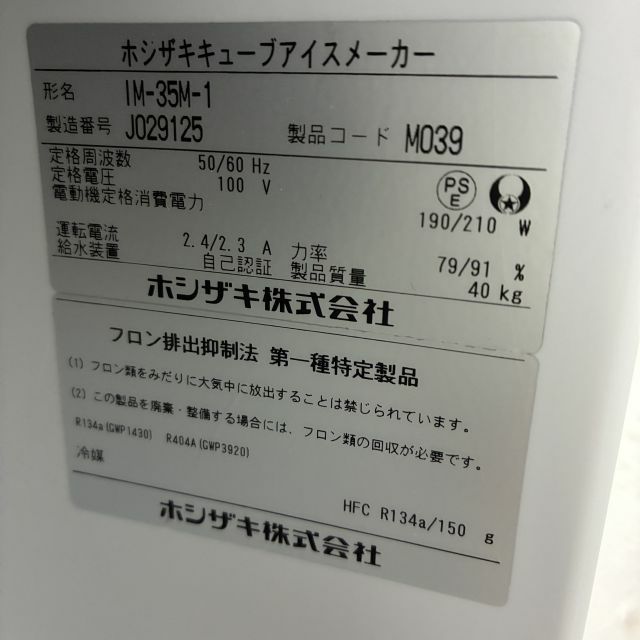 ホシザキキューブアイスメーカー
形名 IM-35M-1
製造番号 J029125 製品コード M039
定格周波数 50/60 Hz
定格電圧 100 V
電動機定格消費電力 190/210 W
PS
E
運転電流 2.4/2.3 A 力率 79/91 %
給水装置 自己認証 製品質量 40 kg
ホシザキ株式会社
フロン排出抑制法 第一種特定製品
(1) フロン類をみだりに大気中に放出することは禁じられています。
(2) この製品を廃棄・整備する場合には、フロン類の回収が必要です。
R134a(GWP1430) R404A(GWP3920)
冷媒 HFC R134a/150 g
ホシザキ株式会社